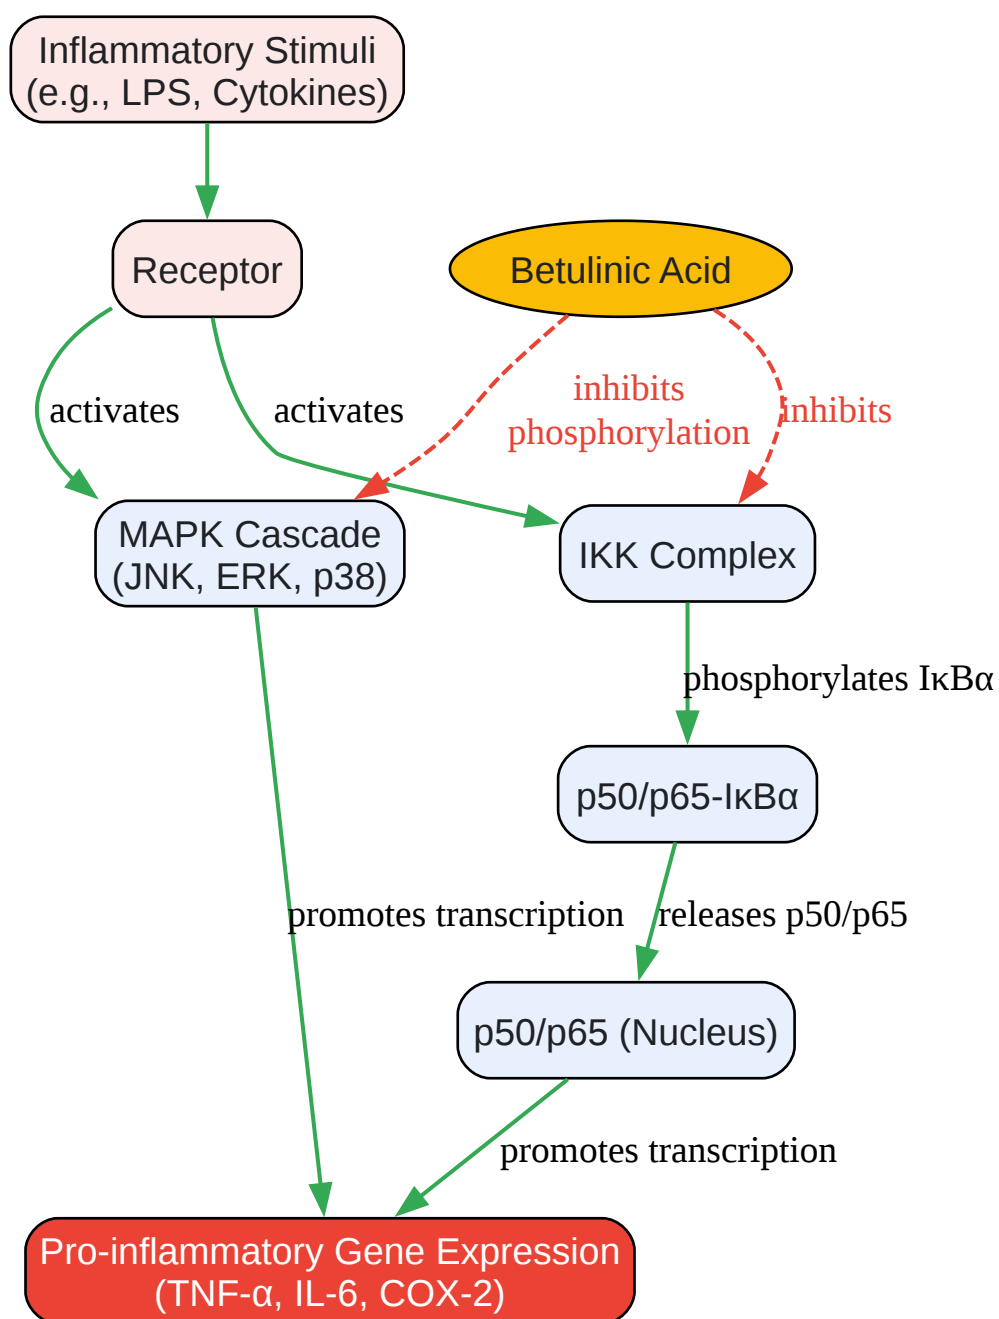 Inflammatory Stimuli
(e.g., LPS, Cytokines)
Receptor
Betulinic Acid
activates
activates
inhibits
phosphorylation
inhibits
MAPK Cascade
(JNK, ERK, p38)
IKK Complex
phosphorylates IκBα
p50/p65-IκBα
promotes transcription
releases p50/p65
p50/p65 (Nucleus)
promotes transcription
Pro-inflammatory Gene Expression
(TNF-α, IL-6, COX-2)